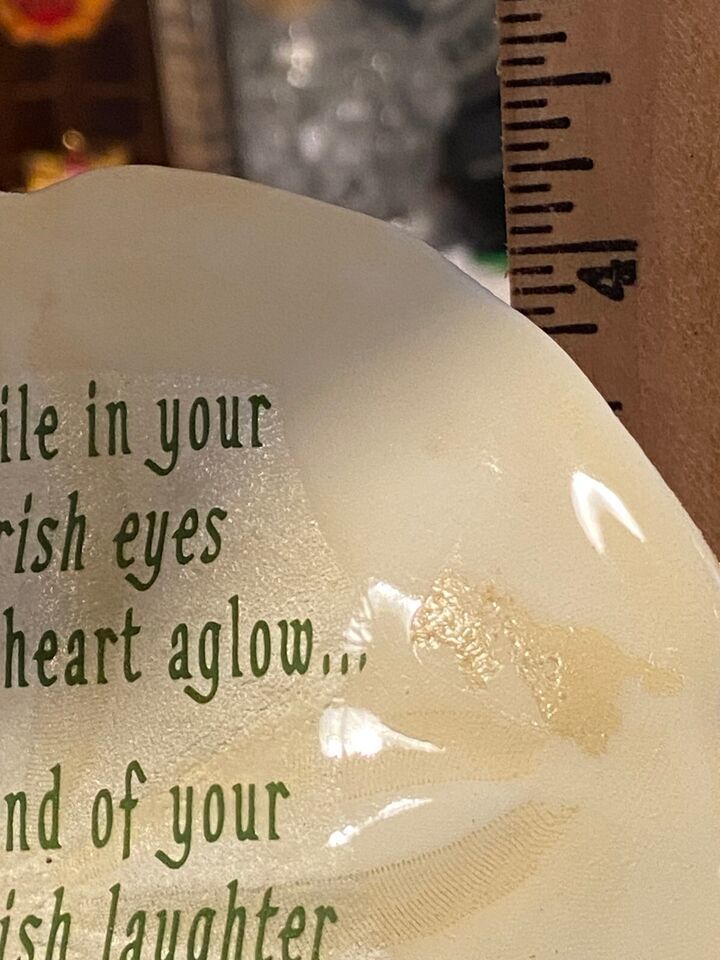 ile in your
rish eyes
heart aglow...
nd of your
ish laughter
4